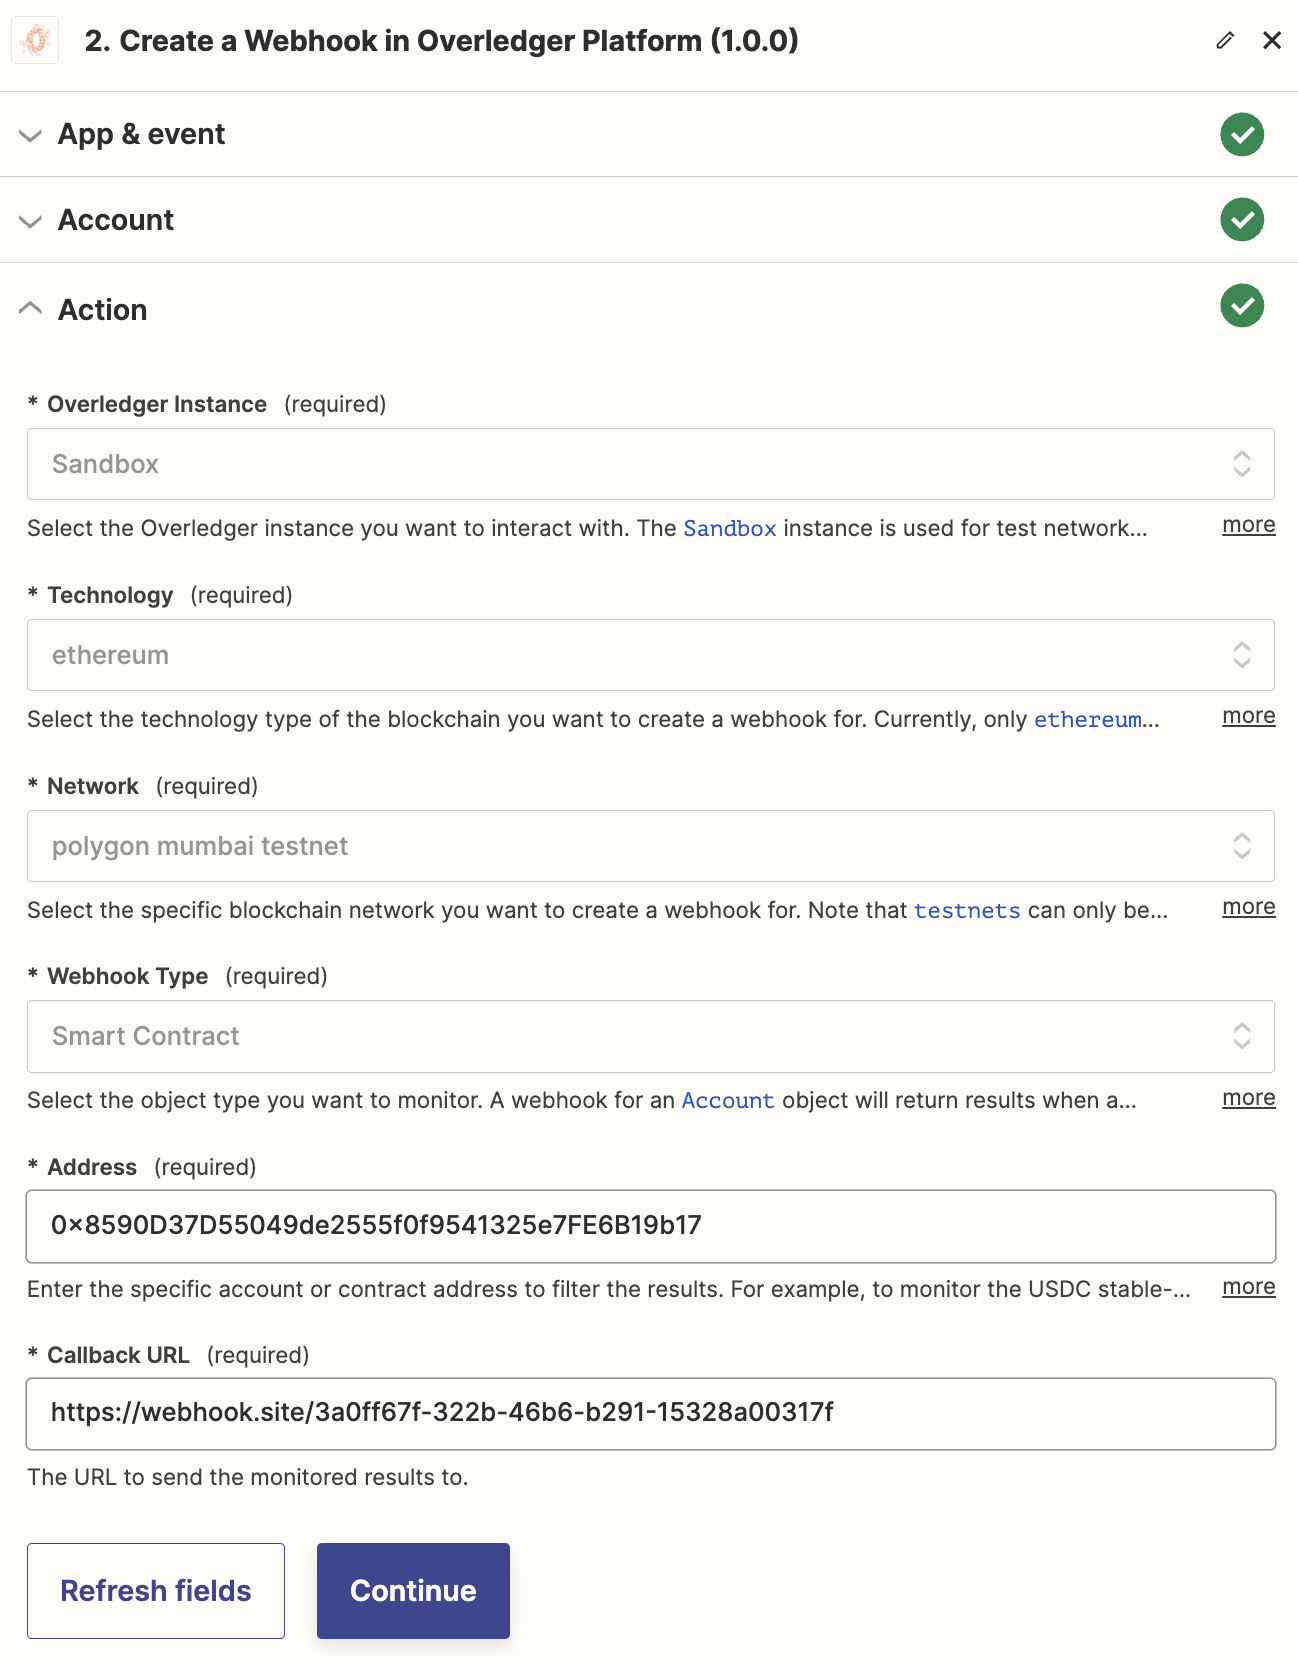 2. Create a Webhook in Overledger Platform (1.0.0)
App & event
Account
Action
* Overledger Instance (required)
Sandbox
Select the Overledger instance you want to interact with. The Sandbox instance is used for test network... more
* Technology (required)
ethereum
Select the technology type of the blockchain you want to create a webhook for. Currently, only ethereum... more
* Network (required)
polygon mumbai testnet
Select the specific blockchain network you want to create a webhook for. Note that testnets can only be... more
* Webhook Type (required)
Smart Contract
Select the object type you want to monitor. A webhook for an Account object will return results when a... more
* Address (required)
0x8590D37D55049de2555f0f9541325e7FE6B19b17
Enter the specific account or contract address to filter the results. For example, to monitor the USDC stable-... more
* Callback URL (required)
https://webhook.site/3a0ff67f-322b-46b6-b291-15328a00317f
The URL to send the monitored results to.
Refresh fields Continue